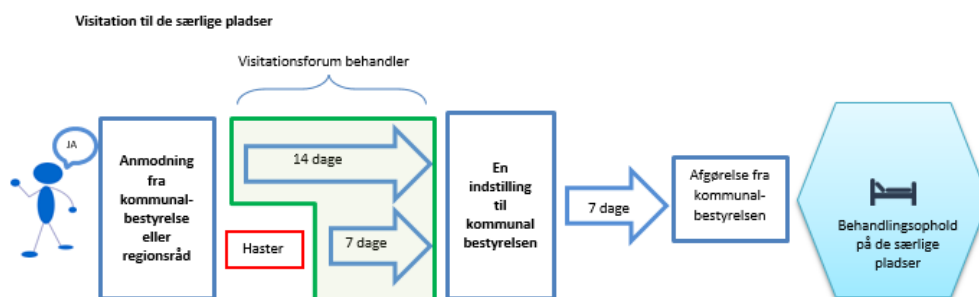 Visitation til de særlige pladser
Visitationsforum behandler
JA
Anmodning
fra
kommunal-
bestyrelse
eller
regionsråd
14 dage
Haster
7 dage
En
indstilling
til
kommunal
bestyrelsen
7 dage
Afgørelse fra
kommunal-
bestyrelsen
Behandlingsophold
på de særlige
pladser